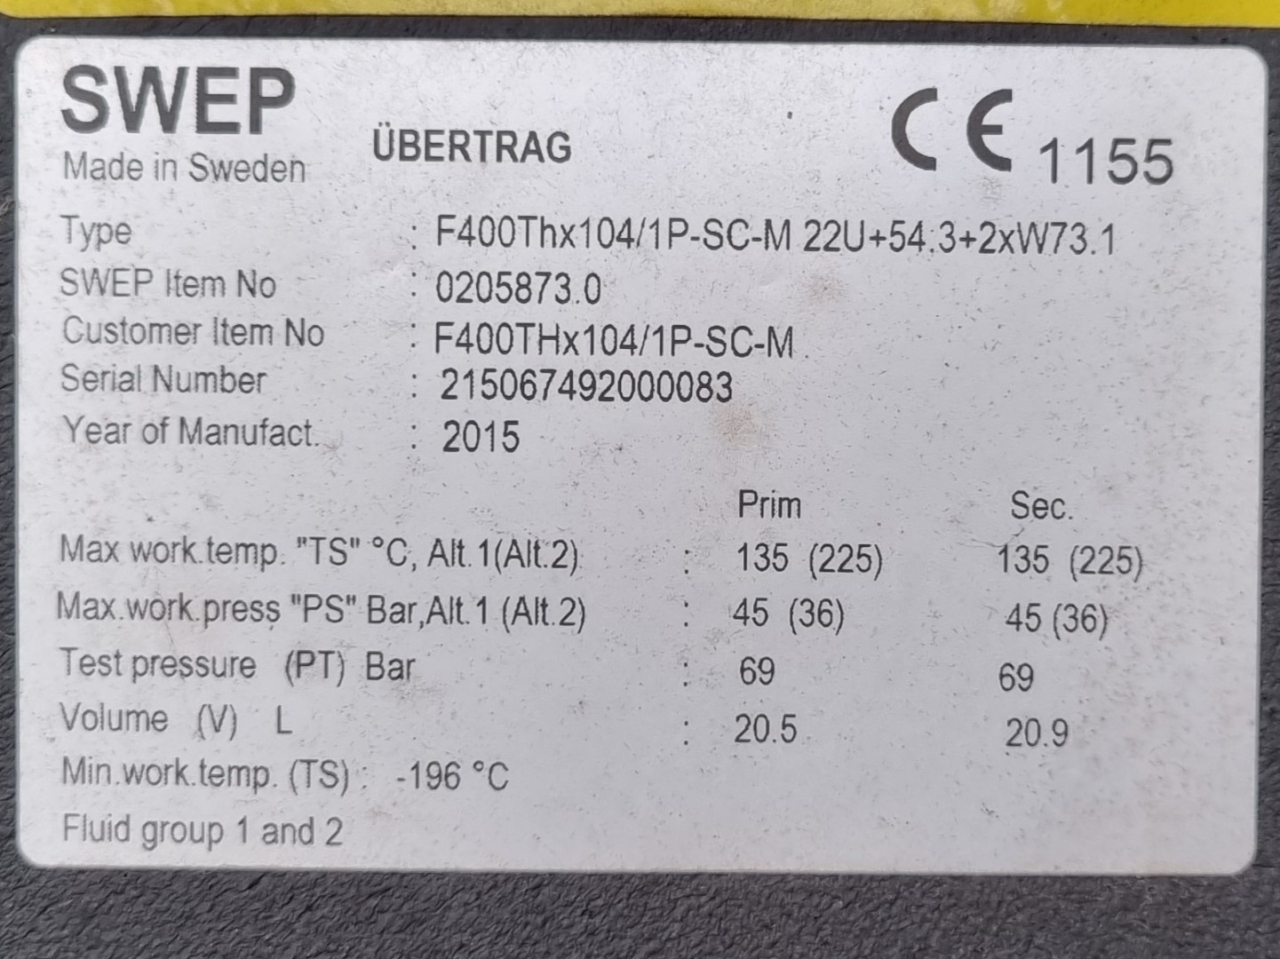 SWEP
Made in Sweden
ÜBERTRAG
CE 1155
Type : F400Thx104/1P-SC-M 22U+54.3+2xW73.1
SWEP Item No : 0205873.0
Customer Item No : F400THx104/1P-SC-M
Serial Number : 215067492000083
Year of Manufact. : 2015
Prim Sec.
Max work.temp. "TS" °C, Alt.1(Alt.2) : 135 (225) 135 (225)
Max.work.press "PS" Bar,Alt.1 (Alt.2) : 45 (36) 45 (36)
Test pressure (PT) Bar : 69 69
Volume (V) L : 20.5 20.9
Min.work.temp. (TS) : -196 °C
Fluid group 1 and 2